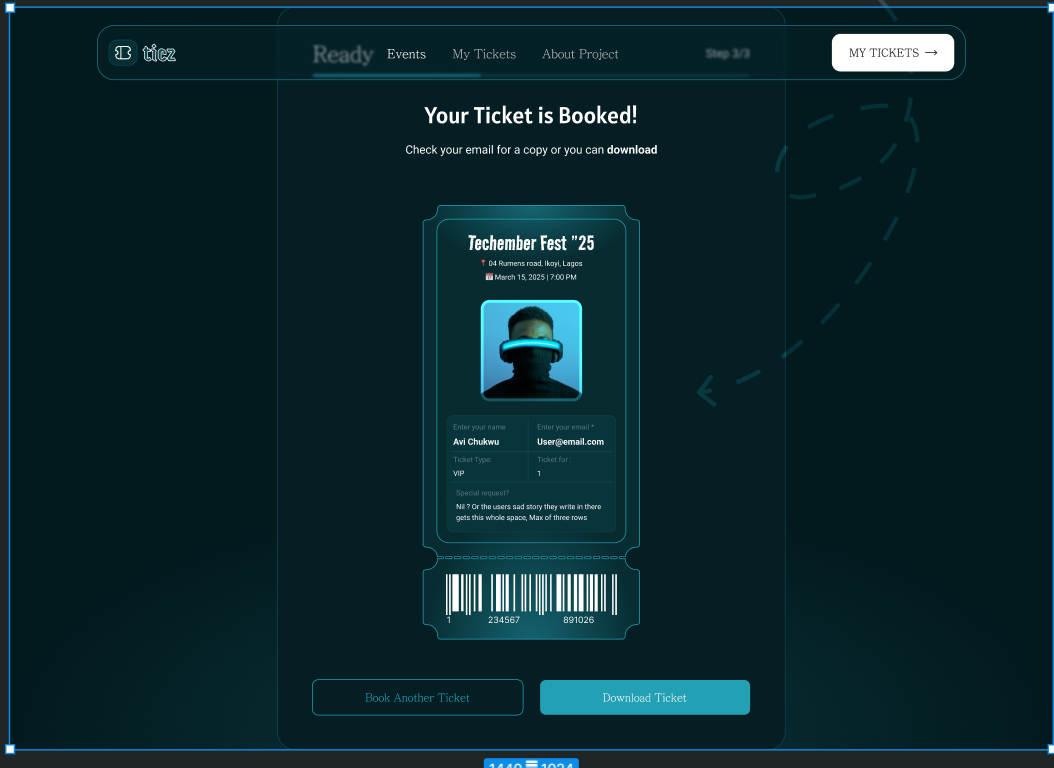 ticz
Ready
Events
My Tickets
About Project
Step 3/3
MY TICKETS →
Your Ticket is Booked!
Check your email for a copy or you can download
Techember Fest ”25
📍 04 Rumens road, Ikoyi, Lagos
📅 March 15, 2025 | 7:00 PM
Enter your name
Enter your email *
Avi Chukwu
User@email.com
Ticket Type:
Ticket for :
VIP
1
Special request?
Nil ? Or the users sad story they write in there
gets this whole space, Max of three rows
1 234567 891026
Book Another Ticket
Download Ticket